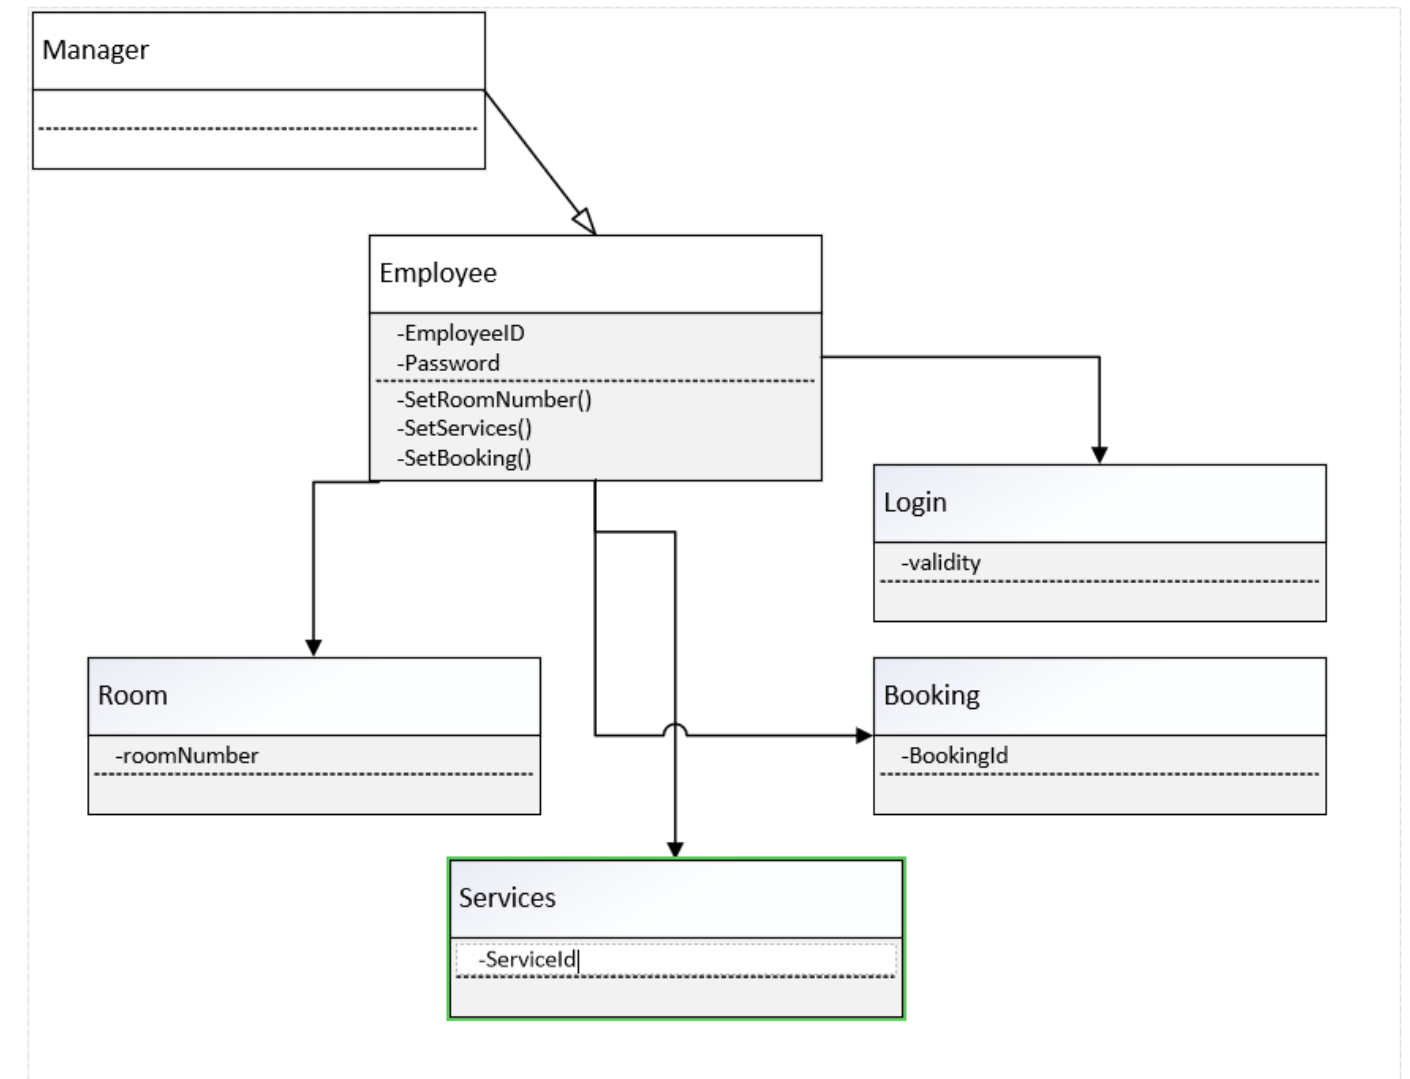 Manager
Employee
-EmployeeID
-Password
-SetRoomNumber()
-SetServices()
-SetBooking()
Login
-validity
Room
-roomNumber
Booking
-BookingId
Services
-ServiceId